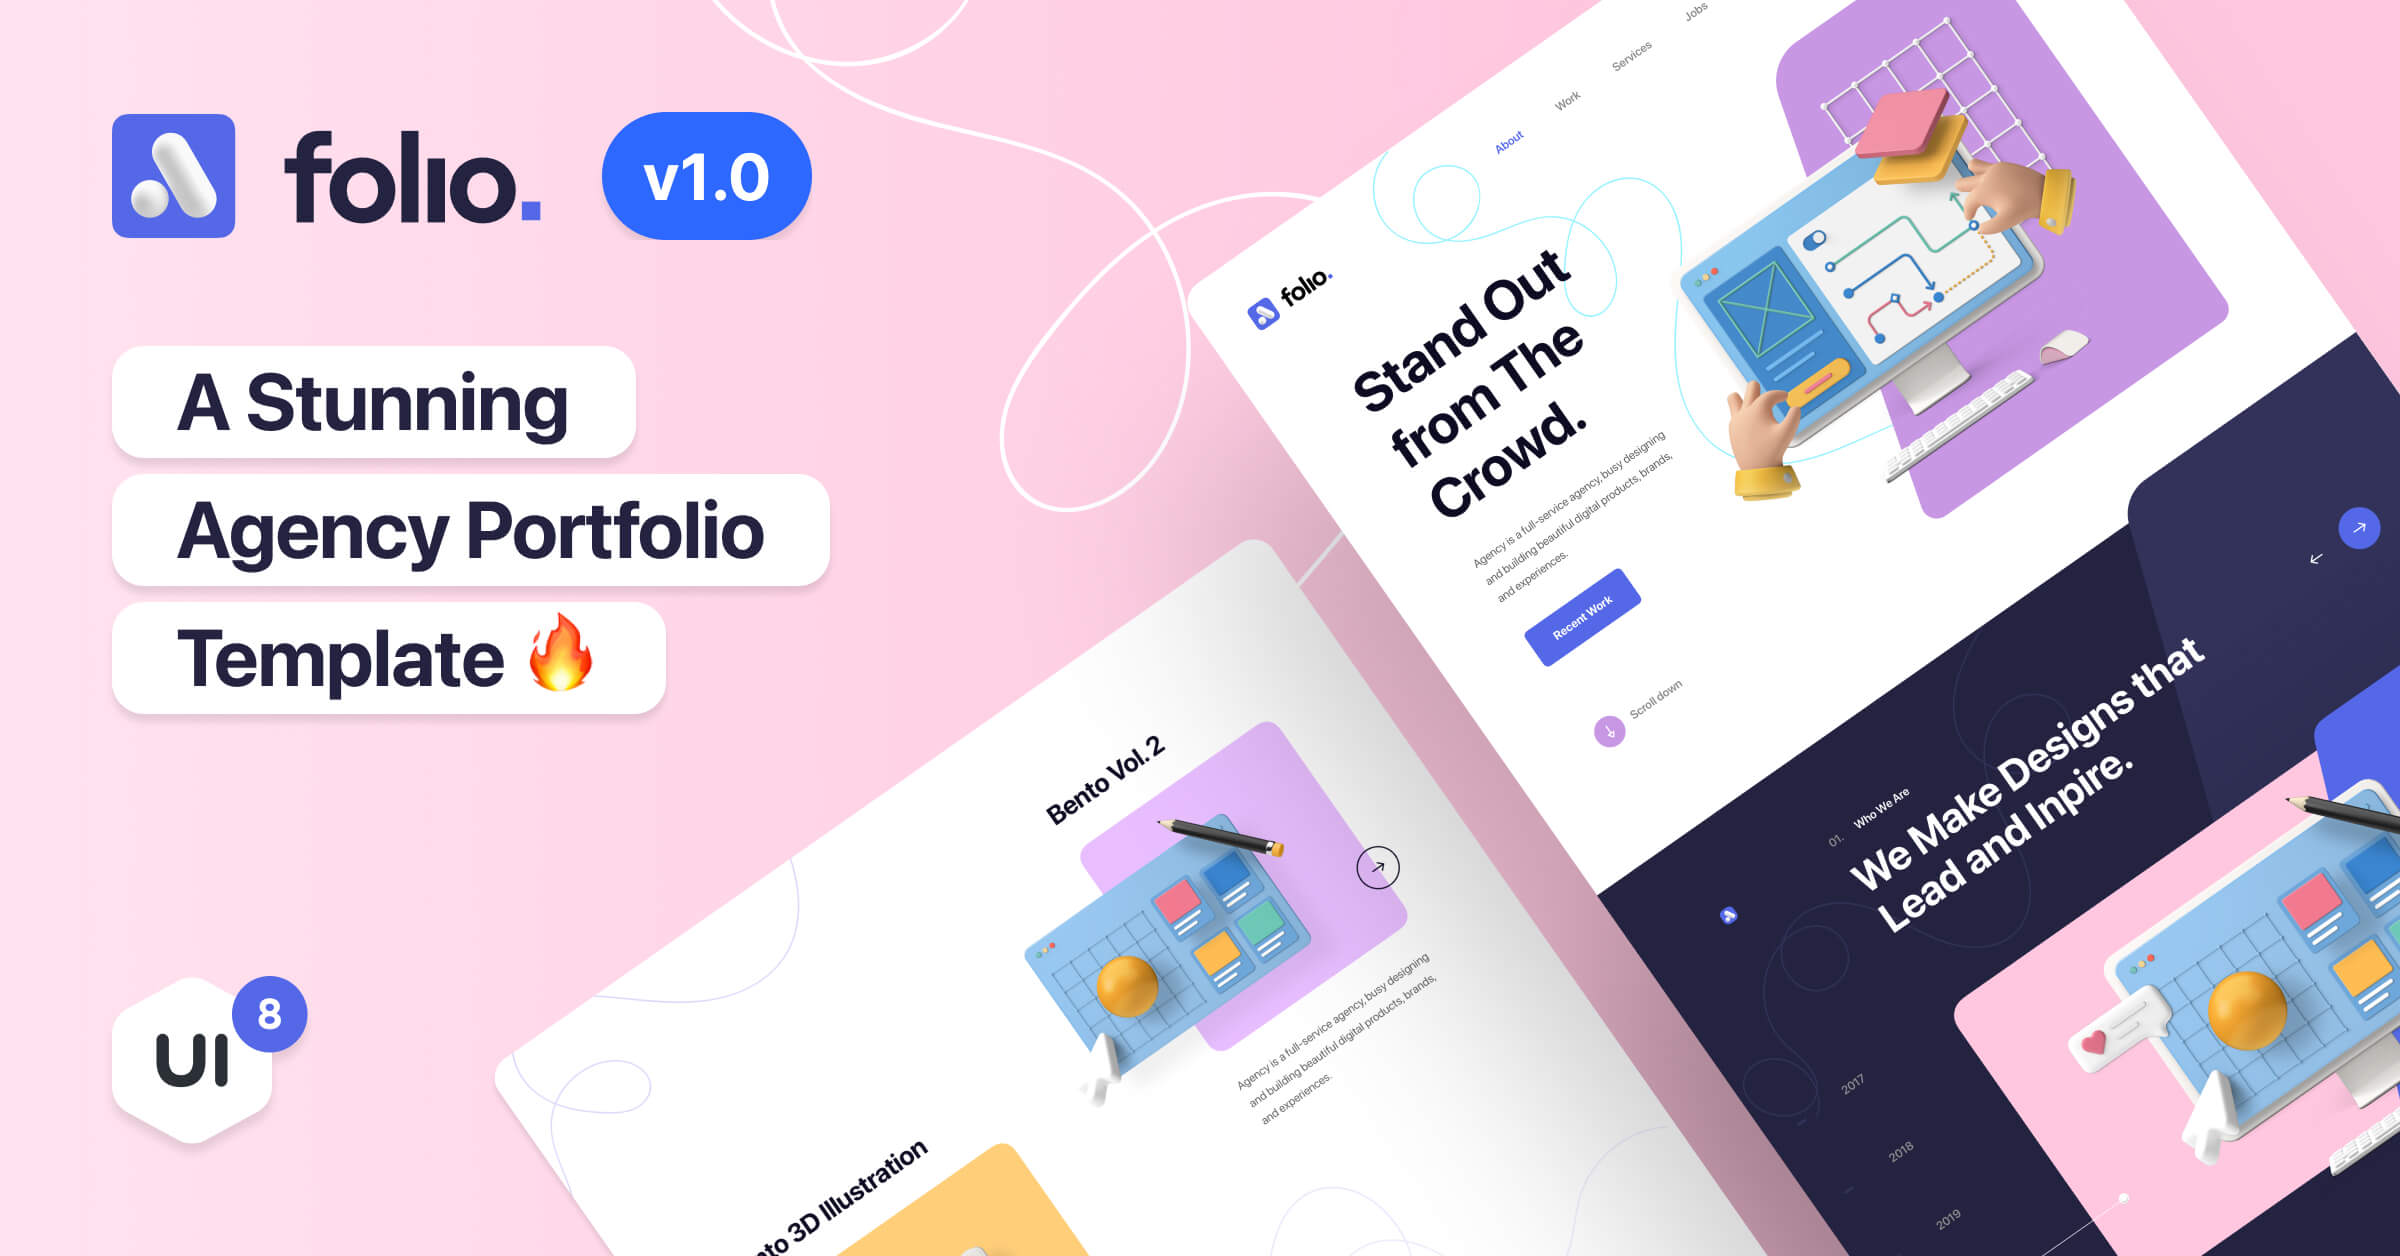 folio.
v1.0
A Stunning
Agency Portfolio
Template 🔥
UI
8
About
Work
Services
Jobs
folio.
Stand Out
from The
Crowd.
Agency is a full-service agency, busy designing
and building beautiful digital products, brands,
and experiences.
Recent Work
Scroll down
01.
Who We Are
We Make Designs that
Lead and Inpire.
2017
2018
2019
Bento Vol. 2
Agency is a full-service agency, busy designing
and building beautiful digital products, brands,
and experiences.
3D Illustration